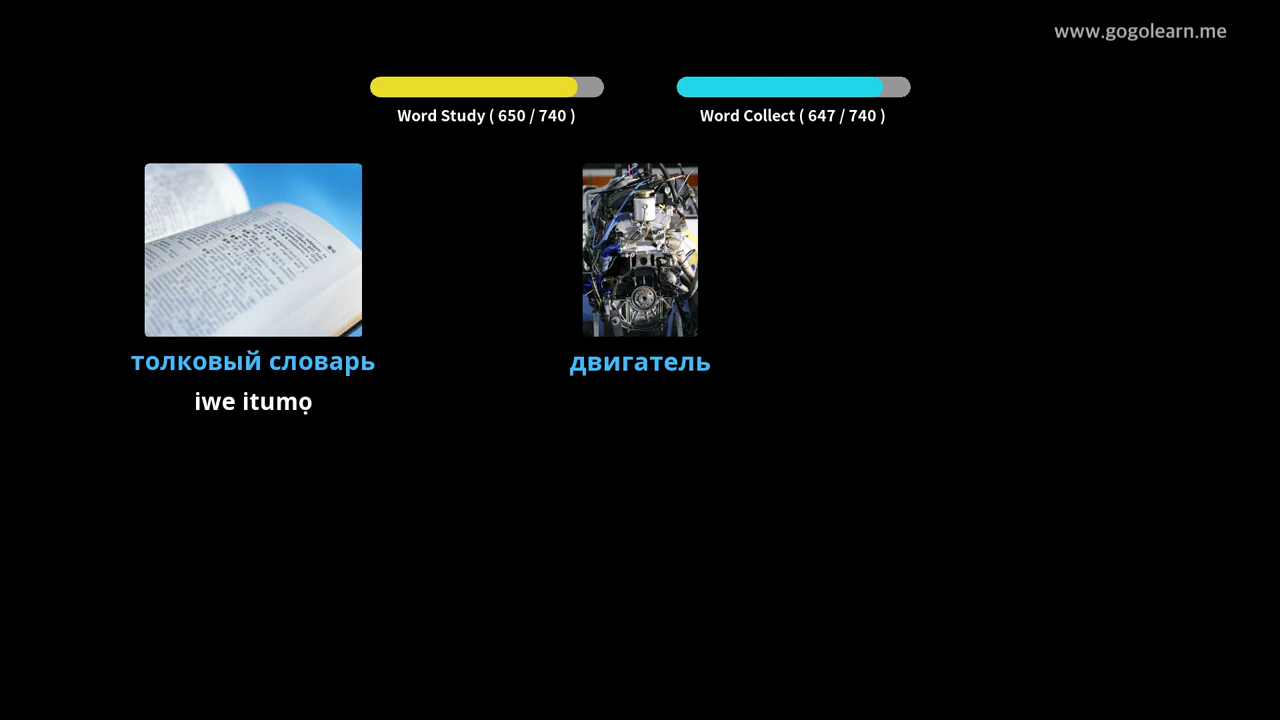 www.gogolearn.me
Word Study ( 650 / 740 )
Word Collect ( 647 / 740 )
толковый словарь
iwe itumọ
двигатель